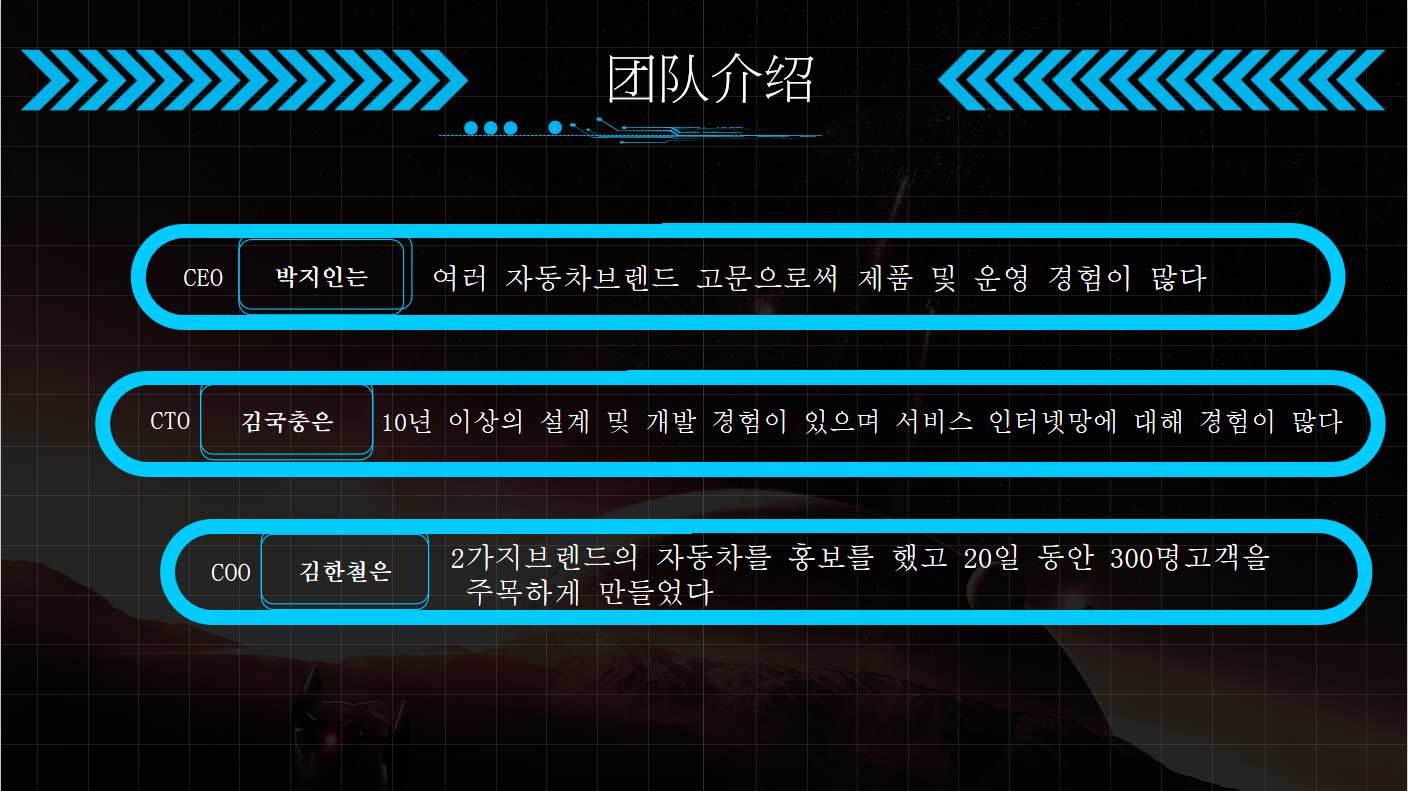 团队介绍
CEO 박지인는 여러 자동차브렌드 고문으로써 제품 및 운영 경험이 많다
CTO 김국충은 10년 이상의 설계 및 개발 경험이 있으며 서비스 인터넷망에 대해 경험이 많다
COO 김한철은 2가지브렌드의 자동차를 홍보를 했고 20일 동안 300명고객을
주목하게 만들었다